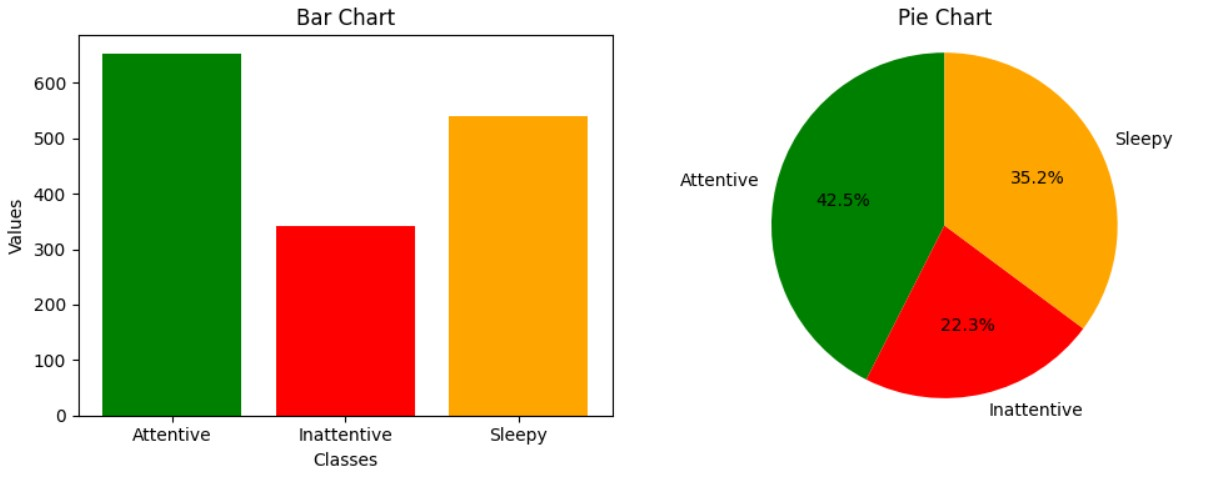 Bar Chart
600
500
400
300
200
100
0
Values
Attentive
Inattentive
Sleepy
Classes
Pie Chart
Sleepy
35.2%
Attentive
42.5%
22.3%
Inattentive